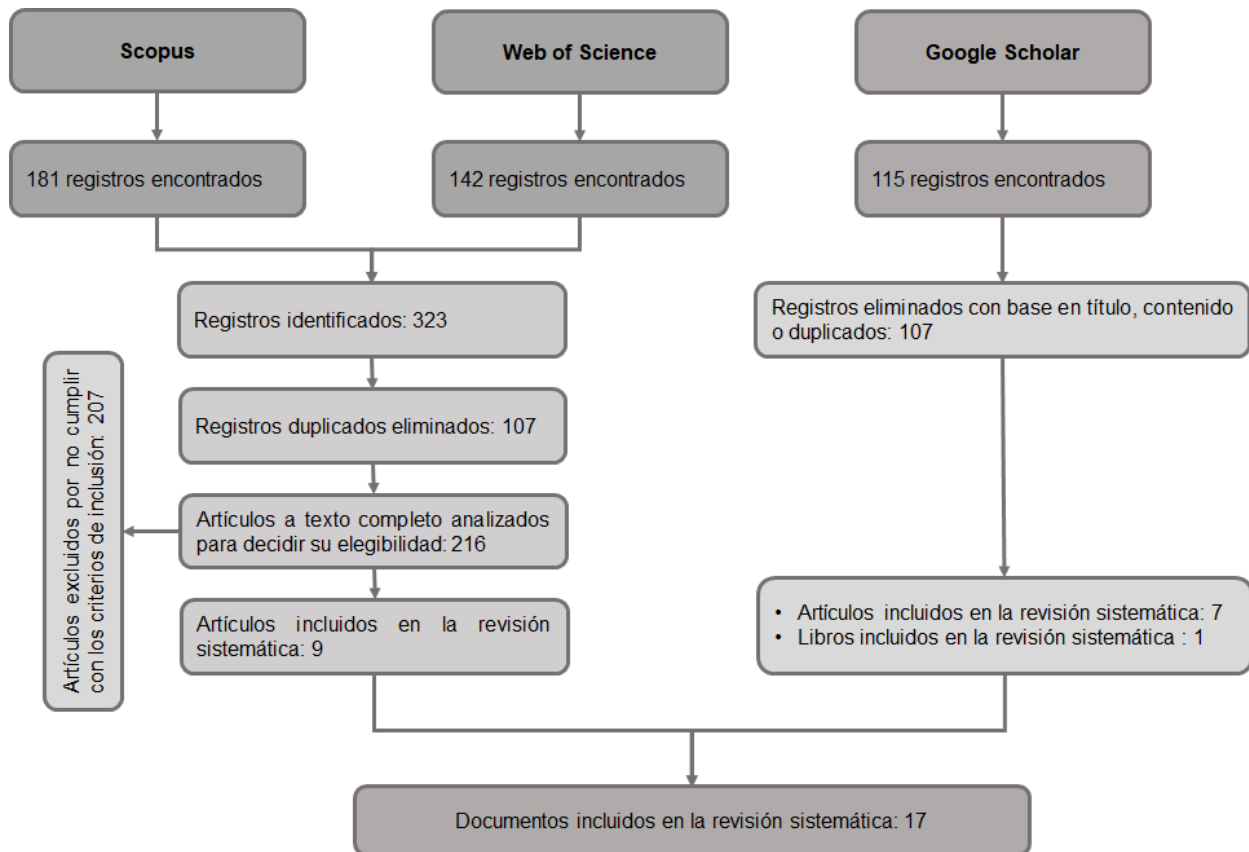 Scopus
Web of Science
Google Scholar
181 registros encontrados
142 registros encontrados
115 registros encontrados
Registros identificados: 323
Registros eliminados con base en título, contenido
o duplicados: 107
Artículos excluidos por no cumplir
con los criterios de inclusión: 207
Registros duplicados eliminados: 107
Artículos a texto completo analizados
para decidir su elegibilidad: 216
Artículos incluidos en la revisión
sistemática: 9
• Artículos incluidos en la revisión sistemática: 7
• Libros incluidos en la revisión sistemática : 1
Documentos incluidos en la revisión sistemática: 17